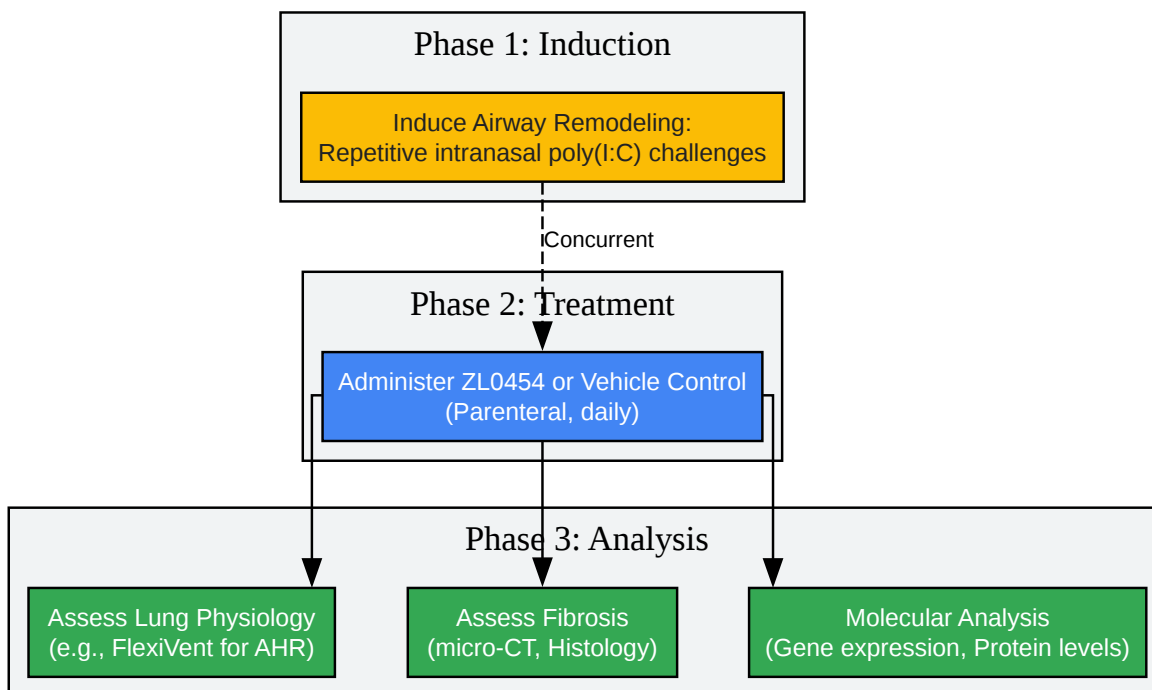 Phase 1: Induction
Induce Airway Remodeling:
Repetitive intranasal poly(I:C) challenges
Concurrent
Phase 2: Treatment
Administer ZL0454 or Vehicle Control
(Parenteral, daily)
Phase 3: Analysis
Assess Lung Physiology
(e.g., FlexiVent for AHR)
Assess Fibrosis
(micro-CT, Histology)
Molecular Analysis
(Gene expression, Protein levels)